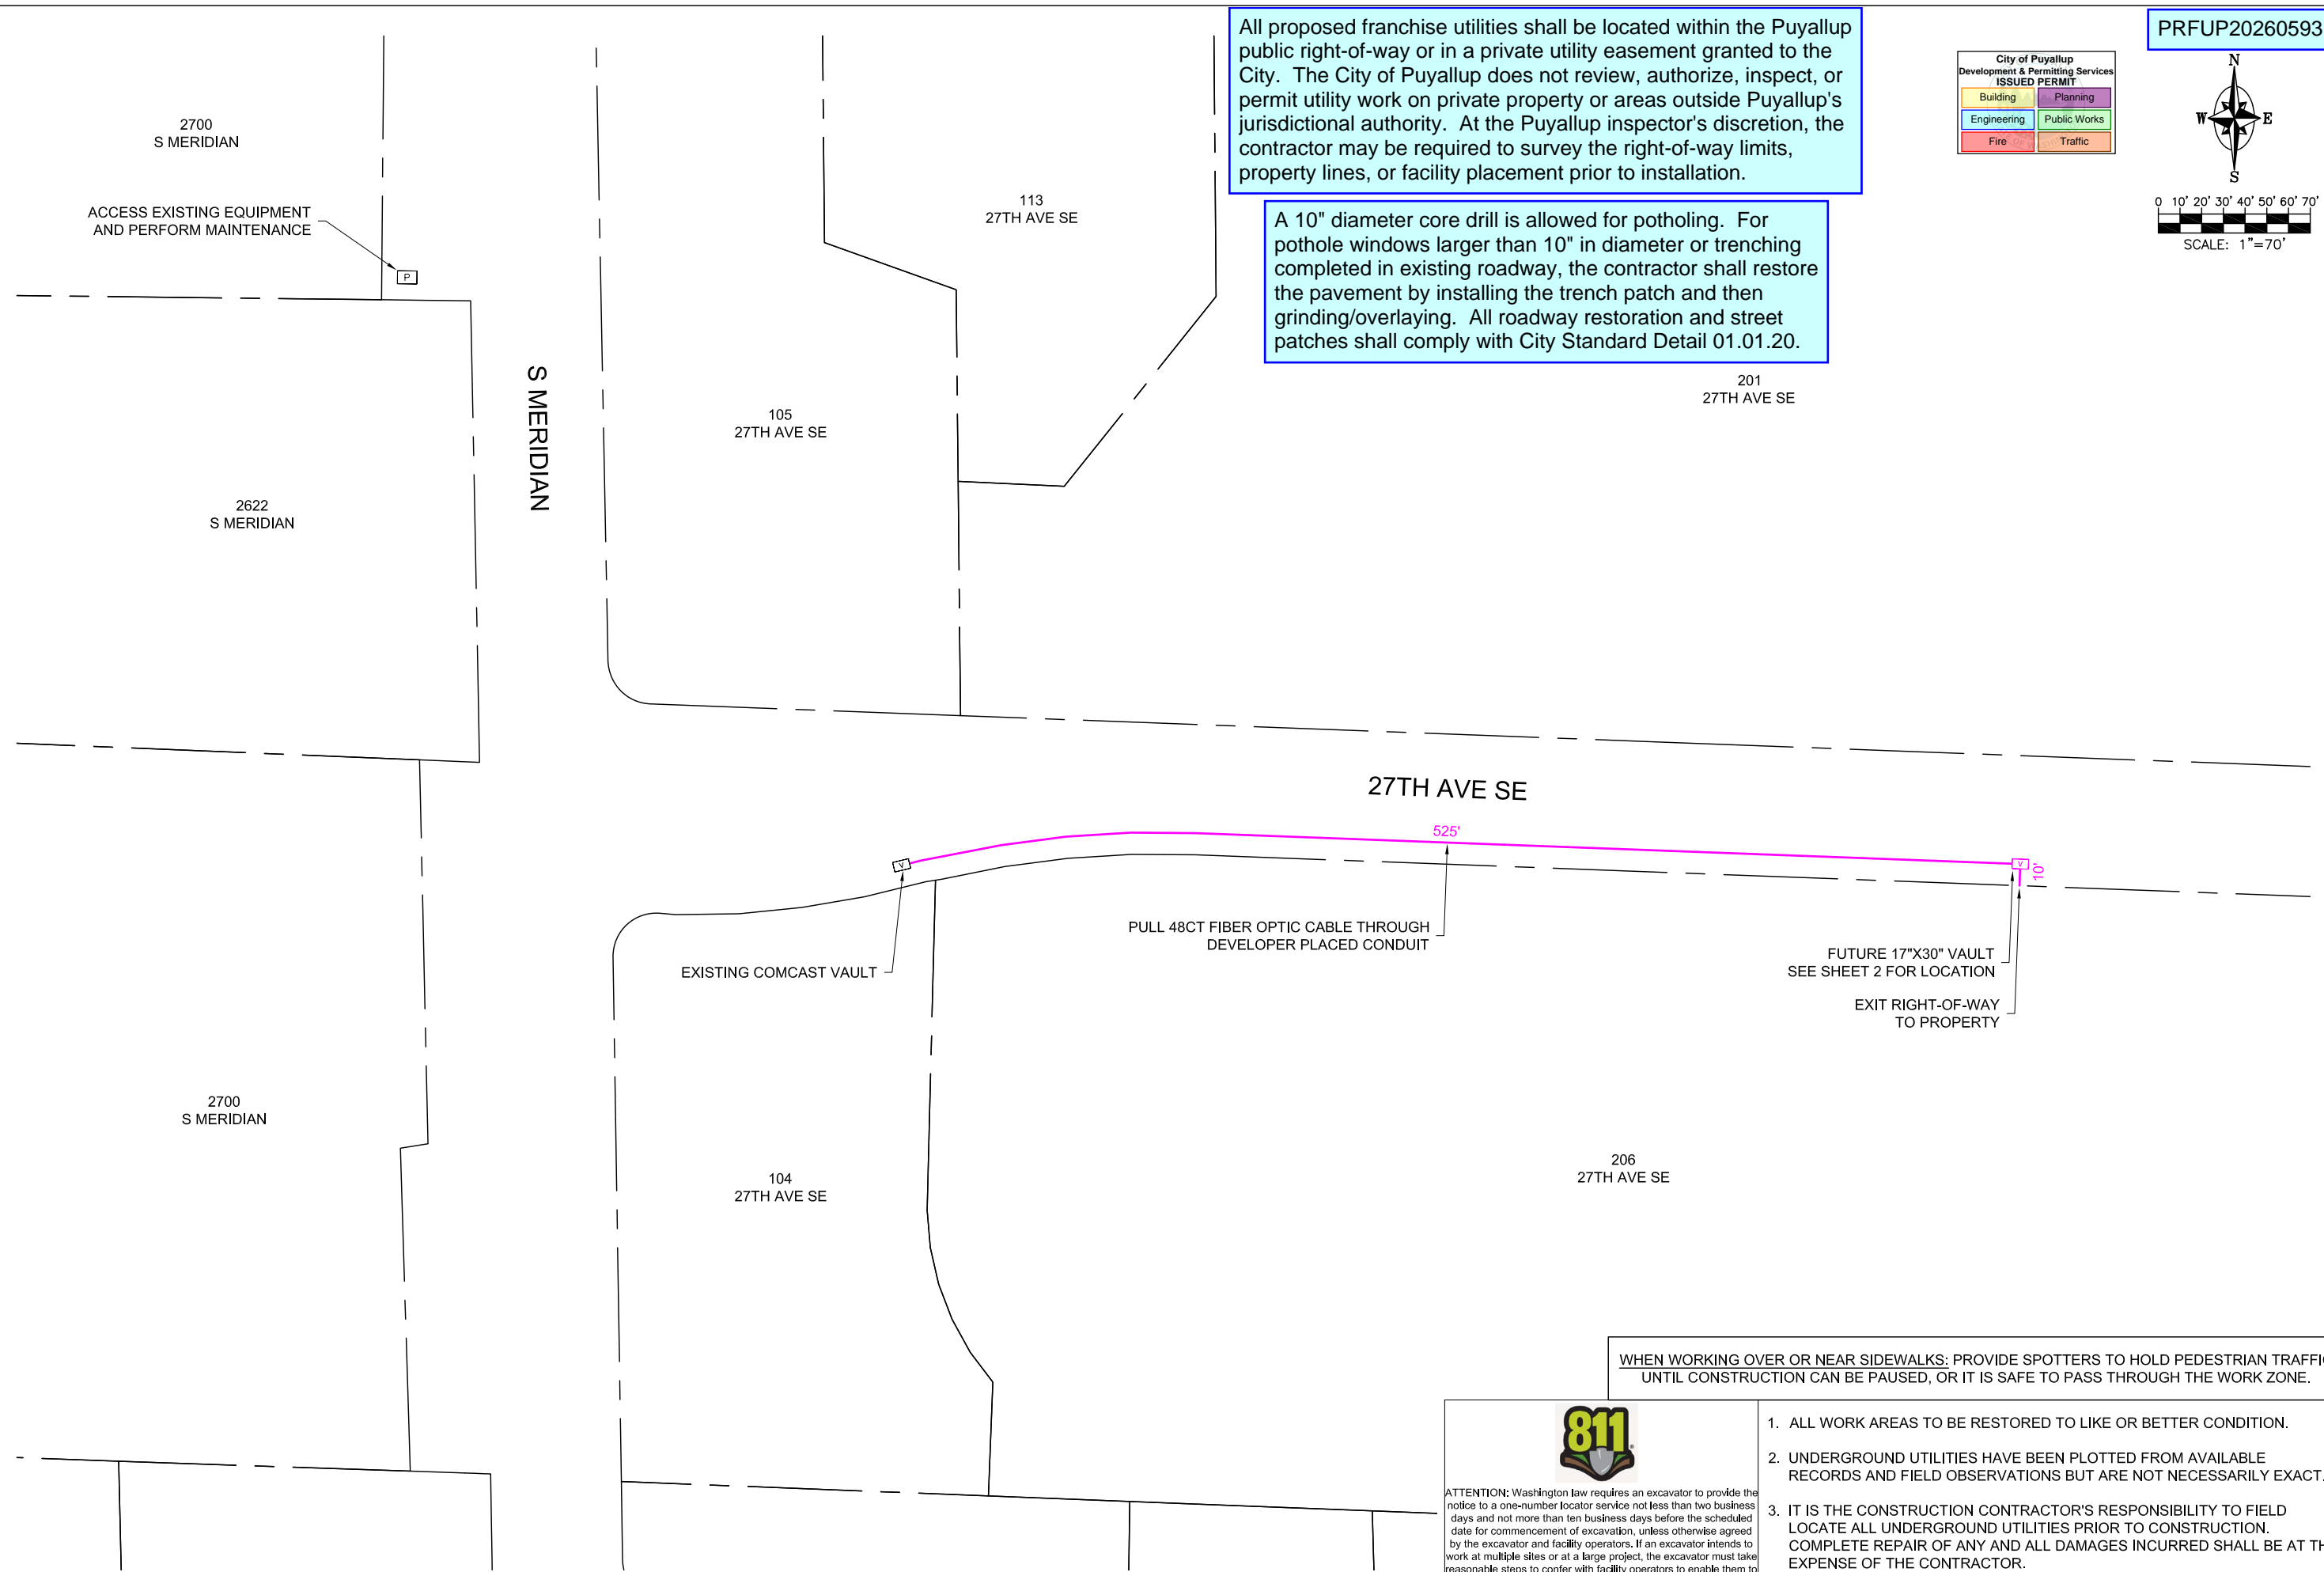 All proposed franchise utilities shall be located within the Puyallup
public right-of-way or in a private utility easement granted to the
City. The City of Puyallup does not review, authorize, inspect, or
permit utility work on private property or areas outside Puyallup's
jurisdictional authority. At the Puyallup inspector's discretion, the
contractor may be required to survey the right-of-way limits,
property lines, or facility placement prior to installation.
PRFUP20260593
City of Puyallup
Development & Permitting Services
ISSUED PERMIT
Building
Planning
Engineering
Public Works
Fire
Traffic
N
W
E
S
0 10' 20' 30' 40' 50' 60' 70'
SCALE: 1"=70'
A 10" diameter core drill is allowed for potholing. For
pothole windows larger than 10" in diameter or trenching
completed in existing roadway, the contractor shall restore
the pavement by installing the trench patch and then
grinding/overlaying. All roadway restoration and street
patches shall comply with City Standard Detail 01.01.20.
2700
S MERIDIAN
ACCESS EXISTING EQUIPMENT
AND PERFORM MAINTENANCE
P
113
27TH AVE SE
201
27TH AVE SE
S MERIDIAN
105
27TH AVE SE
2622
S MERIDIAN
27TH AVE SE
525'
V
V
10'
PULL 48CT FIBER OPTIC CABLE THROUGH
DEVELOPER PLACED CONDUIT
EXISTING COMCAST VAULT
FUTURE 17"X30" VAULT
SEE SHEET 2 FOR LOCATION
EXIT RIGHT-OF-WAY
TO PROPERTY
2700
S MERIDIAN
104
27TH AVE SE
206
27TH AVE SE
WHEN WORKING OVER OR NEAR SIDEWALKS: PROVIDE SPOTTERS TO HOLD PEDESTRIAN TRAFFI
UNTIL CONSTRUCTION CAN BE PAUSED, OR IT IS SAFE TO PASS THROUGH THE WORK ZONE.
811
ATTENTION: Washington law requires an excavator to provide the
notice to a one-number locator service not less than two business
days and not more than ten business days before the scheduled
date for commencement of excavation, unless otherwise agreed
by the excavator and facility operators. If an excavator intends to
work at multiple sites or at a large project, the excavator must take
reasonable steps to confer with facility operators to enable them to
1. ALL WORK AREAS TO BE RESTORED TO LIKE OR BETTER CONDITION.
2. UNDERGROUND UTILITIES HAVE BEEN PLOTTED FROM AVAILABLE
RECORDS AND FIELD OBSERVATIONS BUT ARE NOT NECESSARILY EXACT.
3. IT IS THE CONSTRUCTION CONTRACTOR'S RESPONSIBILITY TO FIELD
LOCATE ALL UNDERGROUND UTILITIES PRIOR TO CONSTRUCTION.
COMPLETE REPAIR OF ANY AND ALL DAMAGES INCURRED SHALL BE AT TH
EXPENSE OF THE CONTRACTOR.